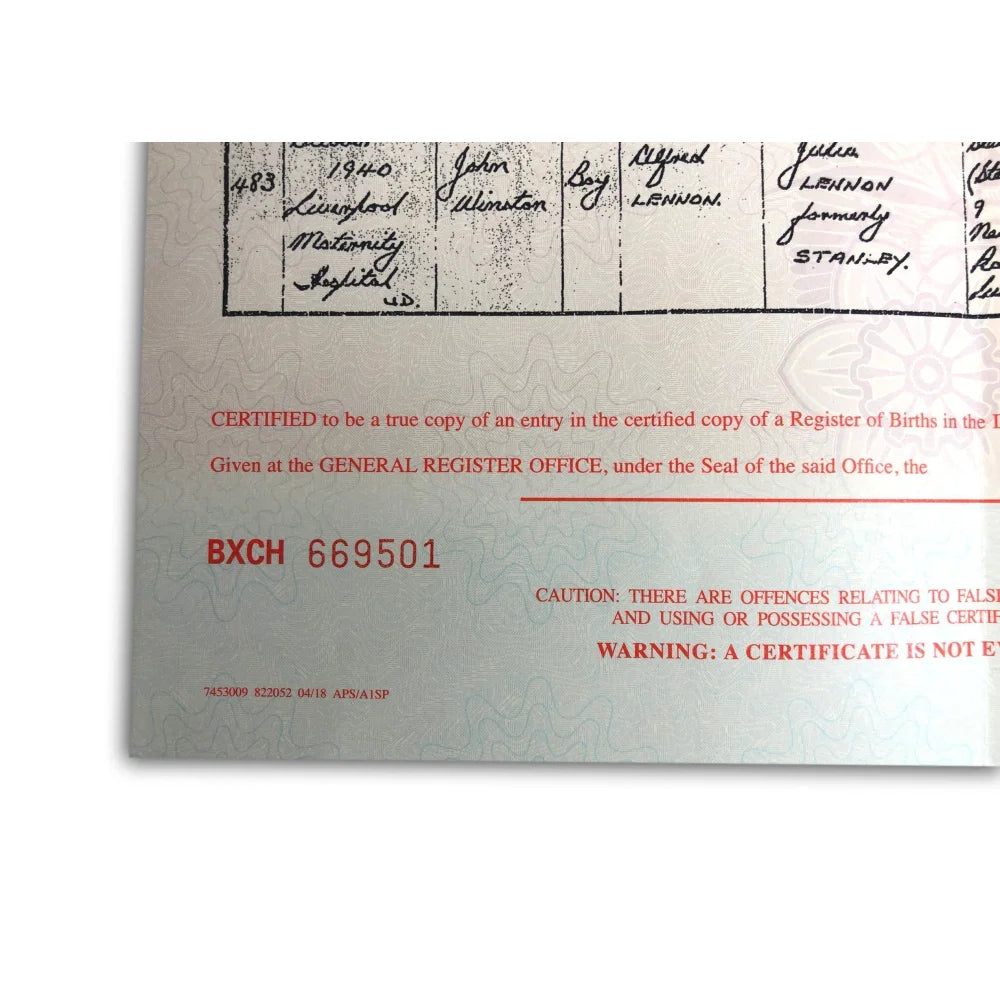 1940
483
Liverpool
Maternity
Hospital
U.D.
John
Winston
Boy
Alfred
LENNON.
Julia
LENNON
formerly
STANLEY.
9
CERTIFIED to be a true copy of an entry in the certified copy of a Register of Births in the
Given at the GENERAL REGISTER OFFICE, under the Seal of the said Office, the
BXCH 669501
CAUTION: THERE ARE OFFENCES RELATING TO FALSI
AND USING OR POSSESSING A FALSE CERTIF
WARNING: A CERTIFICATE IS NOT EV
7453009 822052 04/18 APS/A1SP